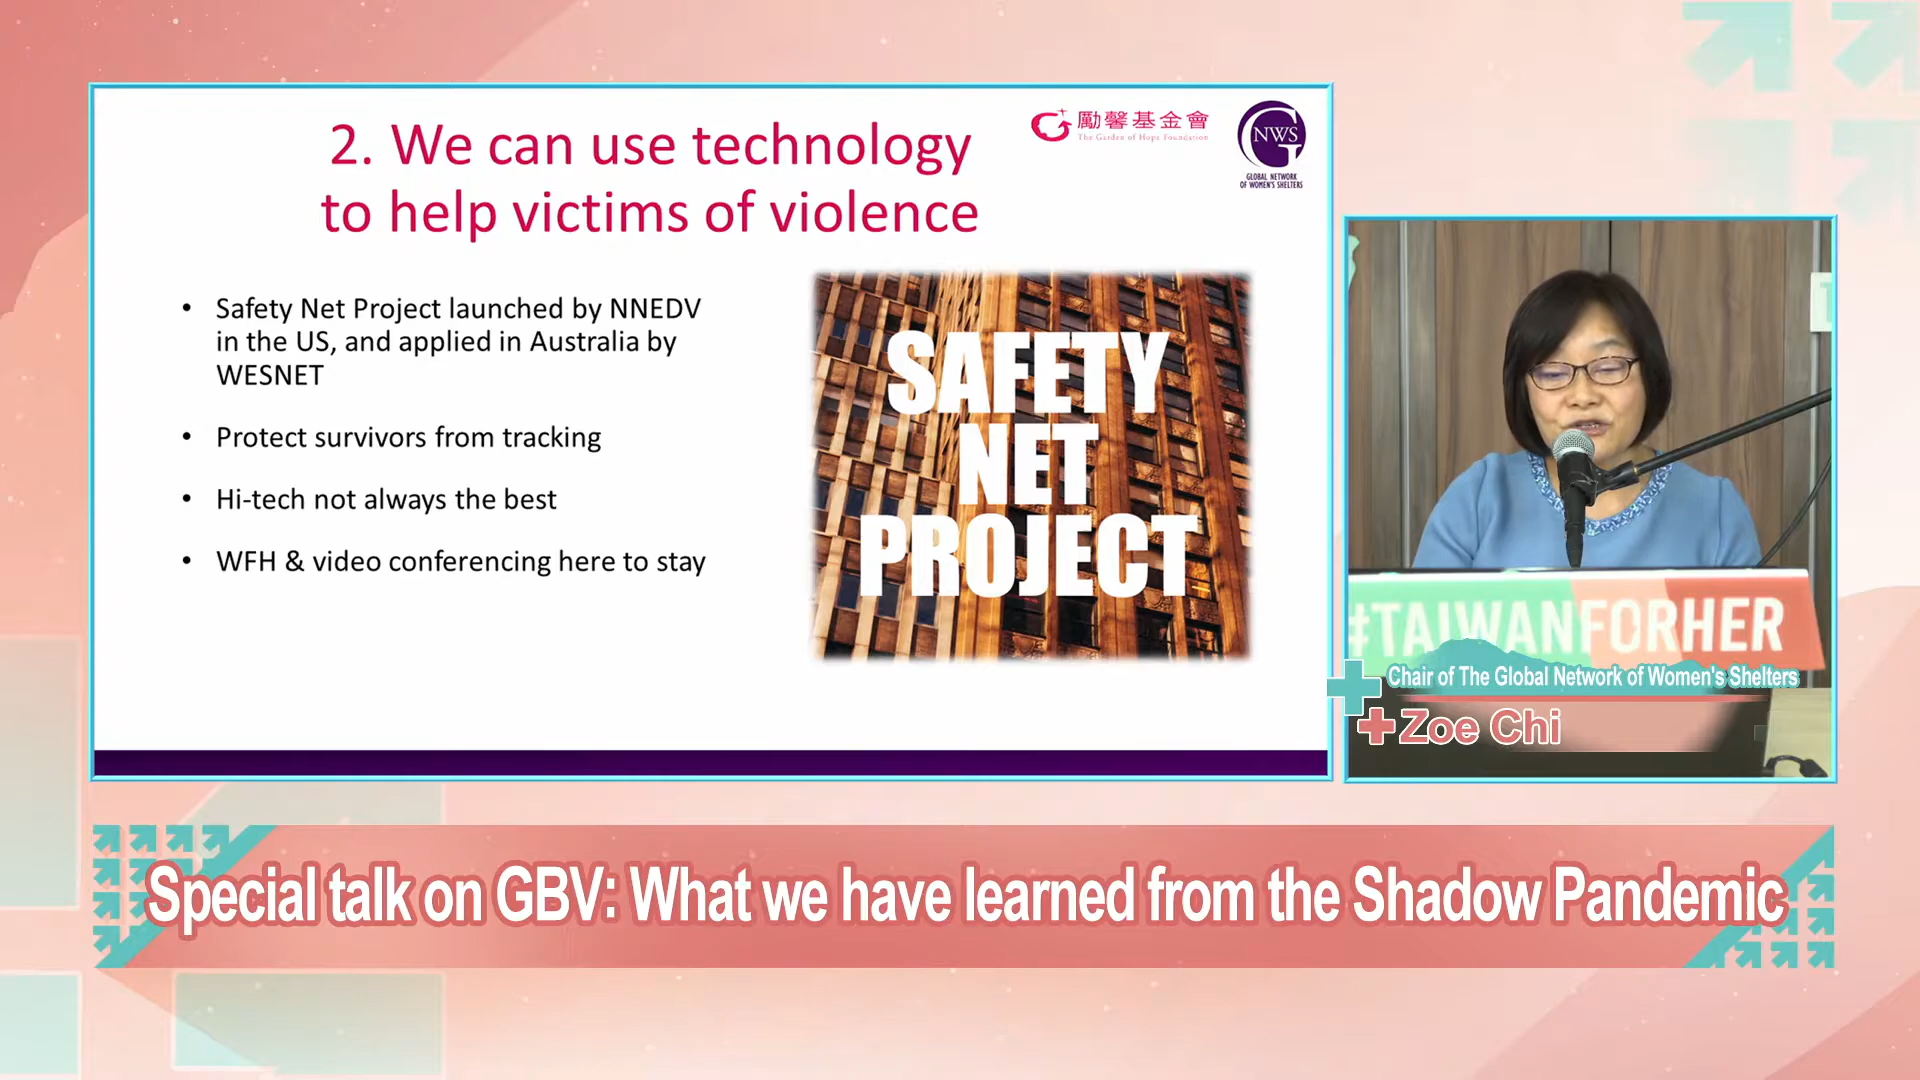 2. We can use technology
to help victims of violence
勵馨基金會
The Garden of Hope Foundation
NWS
GLOBAL NETWORK
OF WOMEN'S SHELTERS
• Safety Net Project launched by NNEDV
in the US, and applied in Australia by
WESNET
• Protect survivors from tracking
• Hi-tech not always the best
• WFH & video conferencing here to stay
SAFETY
NET
PROJECT
#TAIWANFORHER
Chair of The Global Network of Women's Shelters
Zoe Chi
Special talk on GBV: What we have learned from the Shadow Pandemic